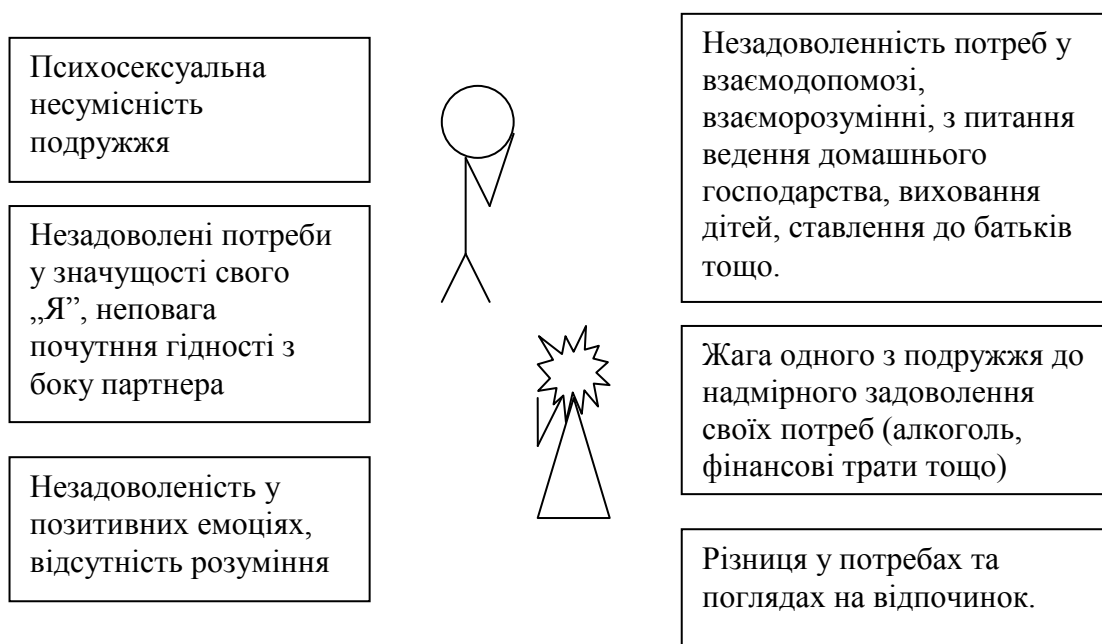 Психосексуальна
несумісність
подружжя
Незадоволені потреби
у значущості свого
„Я”, неповага
почутння гідності з
боку партнера
Незадоволеність у
позитивних емоціях,
відсутність розуміння
Незадоволенність потреб у
взаємодопомозі,
взаєморозумінні, з питання
ведення домашнього
господарства, виховання
дітей, ставлення до батьків
тощо.
Жага одного з подружжя до
надмірного задоволення
своїх потреб (алкоголь,
фінансові трати тощо)
Різниця у потребах та
поглядах на відпочинок.